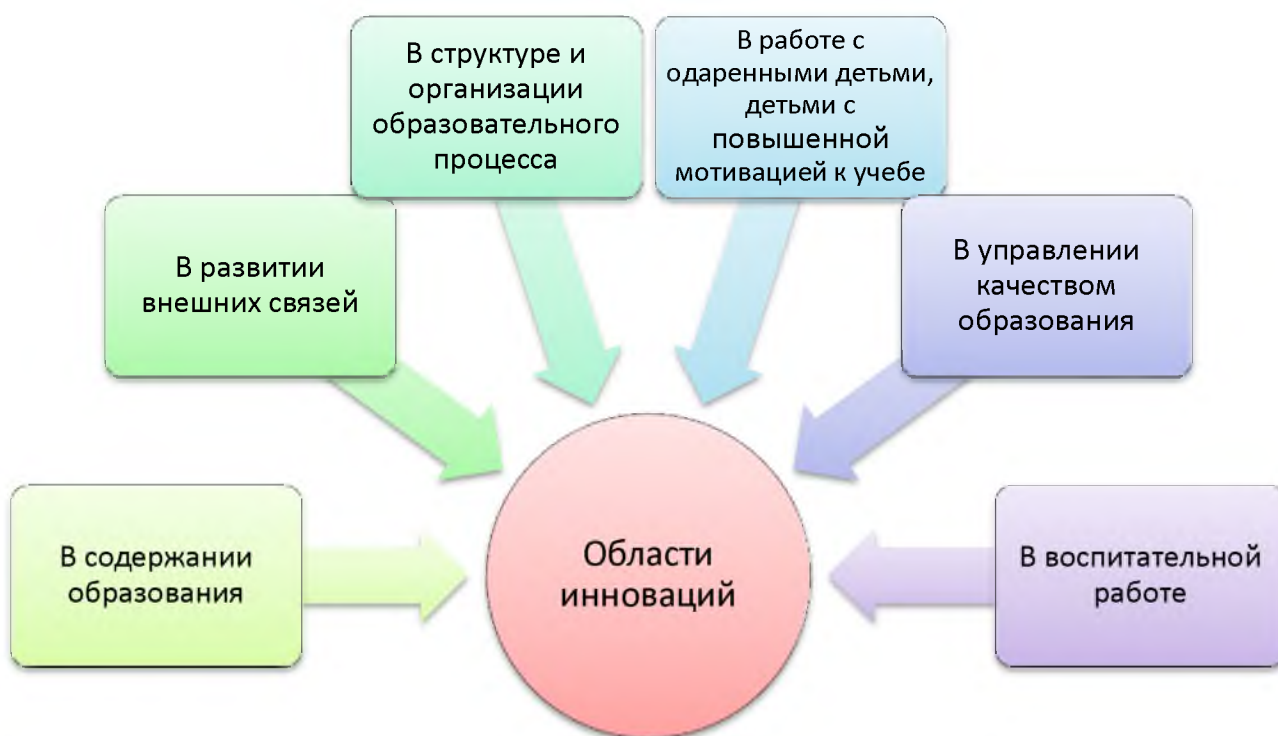 В структуре и
организации
образовательного
процесса
В работе с
одаренными детьми,
детьми с
повышенной
мотивацией к учебе
В развитии
внешних связей
В управлении
качеством
образования
В содержании
образования
Области
инноваций
В воспитательной
работе